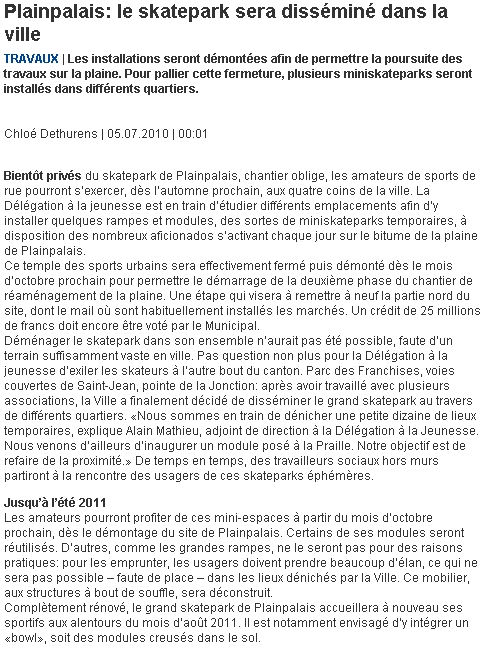 Plainpalais: le skatepark sera disséminé dans la
ville
TRAVAUX | Les installations seront démontées afin de permettre la poursuite des
travaux sur la plaine. Pour pallier cette fermeture, plusieurs miniskateparks seront
installés dans différents quartiers.
Chloé Dethurens | 05.07.2010 | 00:01
Bientôt privés du skatepark de Plainpalais, chantier oblige, les amateurs de sports de
rue pourront s'exercer, dès l'automne prochain, aux quatre coins de la ville. La
Délégation à la jeunesse est en train d'étudier différents emplacements afin d'y
installer quelques rampes et modules, des sortes de miniskateparks temporaires, à
disposition des nombreux aficionados s'activant chaque jour sur le bitume de la plaine
de Plainpalais.
Ce temple des sports urbains sera effectivement fermé puis démonté dès le mois
d'octobre prochain pour permettre le démarrage de la deuxième phase du chantier de
réaménagement de la plaine. Une étape qui visera à remettre à neuf la partie nord du
site, dont le mail où sont habituellement installés les marchés. Un crédit de 25 millions
de francs doit encore être voté par le Municipal.
Déménager le skatepark dans son ensemble n'aurait pas été possible, faute d'un
terrain suffisamment vaste en ville. Pas question non plus pour la Délégation à la
jeunesse d'exiler les skateurs à l'autre bout du canton. Parc des Franchises, voies
couvertes de Saint-Jean, pointe de la Jonction: après avoir travaillé avec plusieurs
associations, la Ville a finalement décidé de disséminer le grand skatepark au travers
de différents quartiers. «Nous sommes en train de dénicher une petite dizaine de lieux
temporaires, explique Alain Mathieu, adjoint de direction à la Délégation à la Jeunesse.
Nous venons d'ailleurs d'inaugurer un module posé à la Praille. Notre objectif est de
refaire de la proximité.» De temps en temps, des travailleurs sociaux hors murs
partiront à la rencontre des usagers de ces skateparks éphémères.
Jusqu'à l'été 2011
Les amateurs pourront profiter de ces mini-espaces à partir du mois d'octobre
prochain, dès le démontage du site de Plainpalais. Certains de ses modules seront
réutilisés. D'autres, comme les grandes rampes, ne le seront pas pour des raisons
pratiques: pour les emprunter, les usagers doivent prendre beaucoup d'élan, ce qui ne
sera pas possible – faute de place – dans les lieux dénichés par la Ville. Ce mobilier,
aux structures à bout de souffle, sera déconstruit.
Complètement rénové, le grand skatepark de Plainpalais accueillera à nouveau ses
sportifs aux alentours du mois d'août 2011. Il est notamment envisagé d'y intégrer un
«bowl», soit des modules creusés dans le sol.